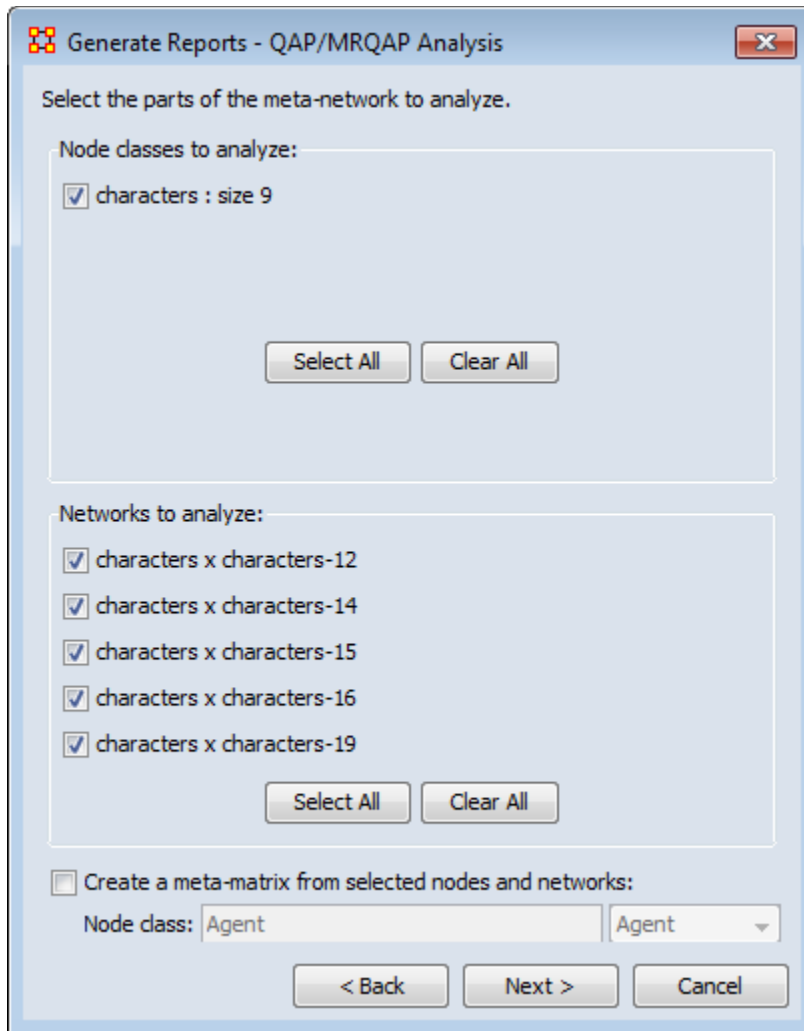 Generate Reports - QAP/MRQAP Analysis
Select the parts of the meta-network to analyze.
Node classes to analyze:
characters : size 9
Select All Clear All
Networks to analyze:
characters x characters-12
characters x characters-14
characters x characters-15
characters x characters-16
characters x characters-19
Select All Clear All
Create a meta-matrix from selected nodes and networks:
Node class: Agent Agent
< Back Next > Cancel